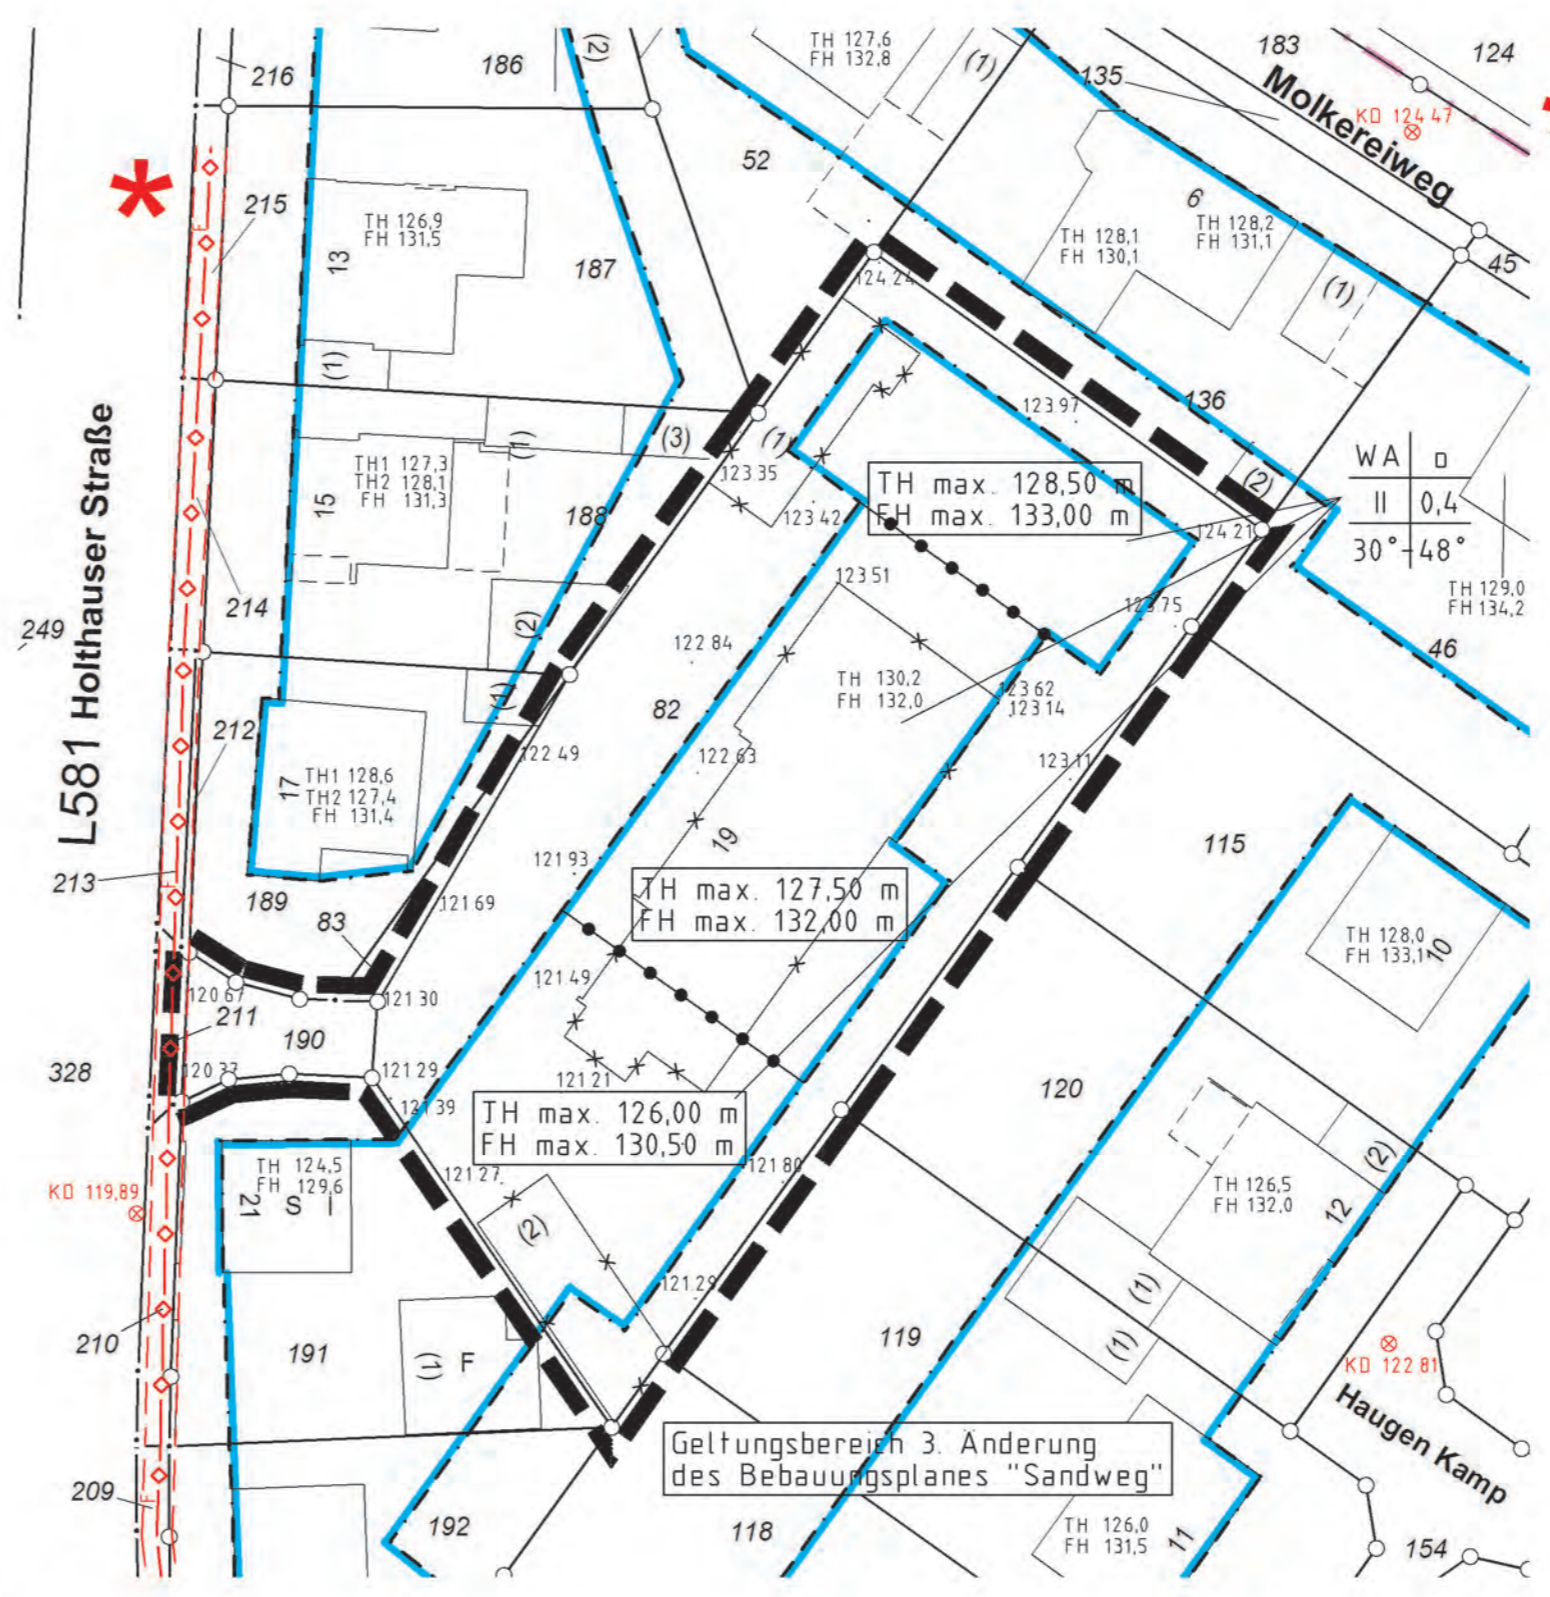 216
186
(2)
TH 127,6
FH 132,8
(1)
135
183
124
Molkereiweg
KD 124 47
*
215
TH 126,9
FH 131,5
13
187
52
6
TH 128,1
FH 130,1
TH 128,2
FH 131,1
45
(1)
(1)
124.24
136
123.97
L581 Holthauser Straße
TH1 127,3
TH2 128,1
FH 131,3
15
(1)
(3)
(1)
123.35
188
123 42
TH max. 128,50 m
FH max. 133,00 m
(2)
124.21
WA
II 0,4
30°-48°
TH 129,0
FH 134,2
46
214
249
(2)
123.51
123.75
122 84
TH 130,2
FH 132,0
123 62
123 14
82
(1)
212
17
TH1 128,6
TH2 127,4
FH 131,4
122 49
122 63
123.11
19
115
213
189
83
121 93
121 69
TH max. 127,50 m
FH max. 132,00 m
TH 128,0
FH 133,1
10
120 67
121 30
121.49
211
190
328
120.37
121.29
121 39
121.21
TH max. 126,00 m
FH max. 130,50 m
120
KD 119,89
TH 124,5
FH 129,6
21
S I
121.27
121.80
(2)
TH 126,5
FH 132,0
12
(2)
121.29
(1)
(1)
210
191
(1)
F
119
KD 122 81
Haugen Kamp
Geltungsbereich 3. Änderung
des Bebauungsplanes "Sandweg"
209
192
118
TH 126,0
FH 131,5
11
154